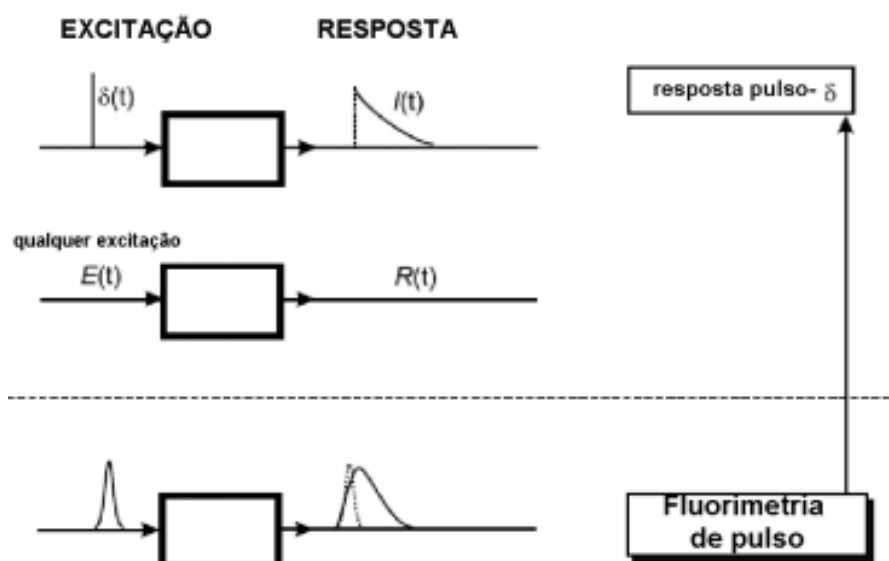 EXCITAÇÃO RESPOSTA
δ(t) I(t) resposta pulso- δ
qualquer excitação
E(t) R(t)
Fluorimetria
de pulso